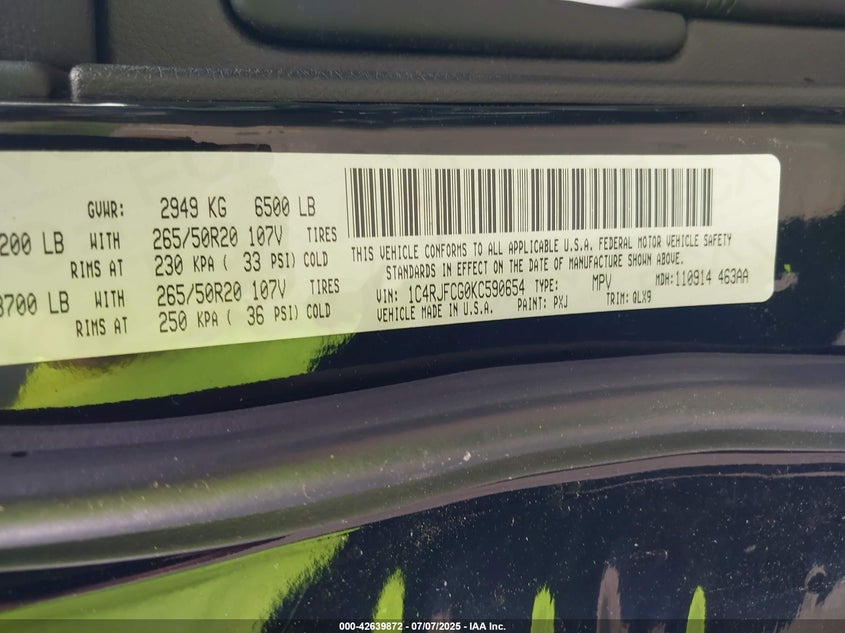 GVWR: 2949 KG 6500 LB
200 LB WITH 265/50R20 107V TIRES
RIMS AT 230 KPA ( 33 PSI) COLD
3700 LB WITH 265/50R20 107V TIRES
RIMS AT 250 KPA ( 36 PSI) COLD
THIS VEHICLE CONFORMS TO ALL APPLICABLE U.S.A. FEDERAL MOTOR VEHICLE SAFETY
STANDARDS IN EFFECT ON THE DATE OF MANUFACTURE SHOWN ABOVE.
VIN: 1C4RJFCG0KC590654 TYPE: MPV MDH:110914 463AA
VEHICLE MADE IN U.S.A. PAINT: PXJ TRIM: QLX9
000-42639872 - 07/07/2025 - IAA Inc.